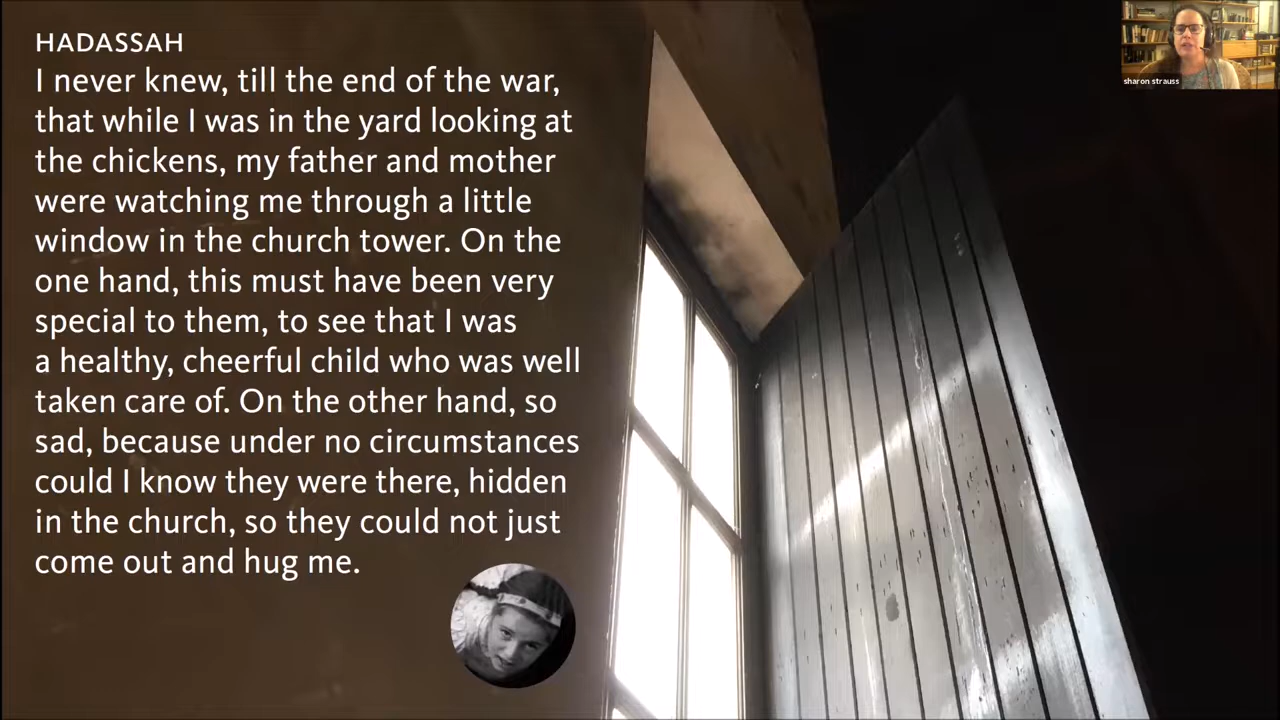 HADASSAH
I never knew, till the end of the war,
that while I was in the yard looking at
the chickens, my father and mother
were watching me through a little
window in the church tower. On the
one hand, this must have been very
special to them, to see that I was
a healthy, cheerful child who was well
taken care of. On the other hand, so
sad, because under no circumstances
could I know they were there, hidden
in the church, so they could not just
come out and hug me.
sharon strauss